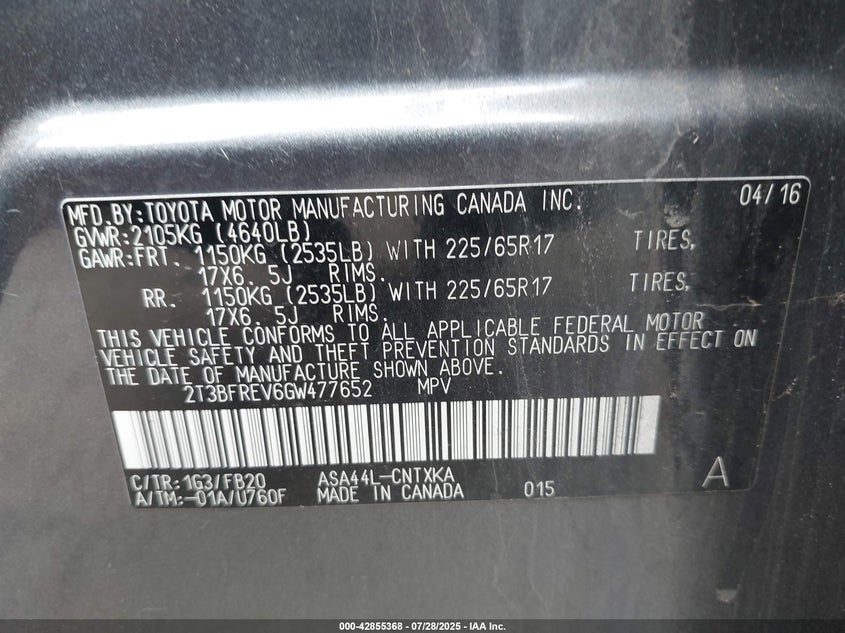 MFD.BY:TOYOTA MOTOR MANUFACTURING CANADA INC. 04/16
GVWR:2105KG (4640LB)
GAWR:FRT. 1150KG (2535LB) WITH 225/65R17 TIRES,
17X6. 5J RIMS.
RR. 1150KG (2535LB) WITH 225/65R17 TIRES,
17X6. 5J RIMS.
THIS VEHICLE CONFORMS TO ALL APPLICABLE FEDERAL MOTOR
VEHICLE SAFETY AND THEFT PREVENTION STANDARDS IN EFFECT ON
THE DATE OF MANUFACTURE SHOWN ABOVE.
2T3BFREV6GW477652 MPV
C/TR:1G3/FB20 ASA44L-CNTXKA
A/TM:-01A/U760F MADE IN CANADA 015 A
000-42855368 | 07/28/2025 - IAA Inc.